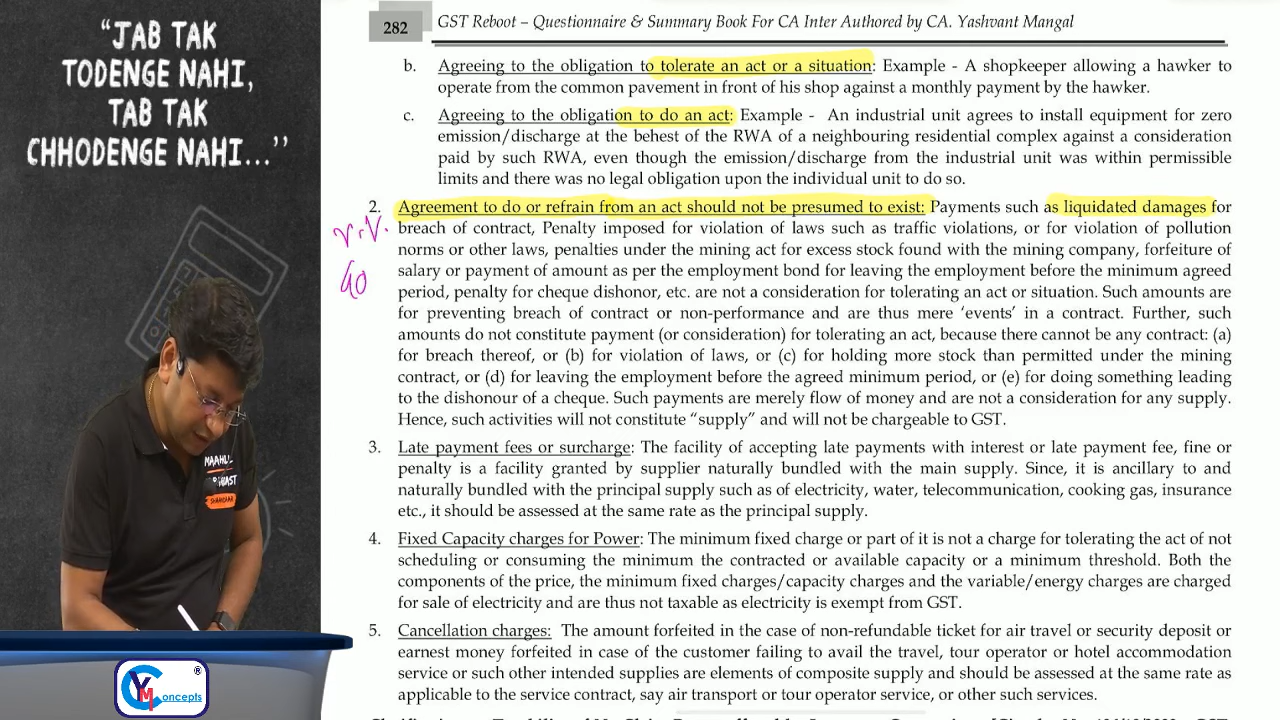 “JAB TAK
TODENGE NAHI,
TAB TAK
CHHODENGE NAHI...’’
282
GST Reboot – Questionnaire & Summary Book For CA Inter Authored by CA. Yashvant Mangal
b. Agreeing to the obligation to tolerate an act or a situation: Example - A shopkeeper allowing a hawker to
operate from the common pavement in front of his shop against a monthly payment by the hawker.
c. Agreeing to the obligation to do an act: Example - An industrial unit agrees to install equipment for zero
emission/discharge at the behest of the RWA of a neighbouring residential complex against a consideration
paid by such RWA, even though the emission/discharge from the industrial unit was within permissible
limits and there was no legal obligation upon the individual unit to do so.
2. Agreement to do or refrain from an act should not be presumed to exist: Payments such as liquidated damages for
breach of contract, Penalty imposed for violation of laws such as traffic violations, or for violation of pollution
norms or other laws, penalties under the mining act for excess stock found with the mining company, forfeiture of
salary or payment of amount as per the employment bond for leaving the employment before the minimum agreed
period, penalty for cheque dishonor, etc. are not a consideration for tolerating an act or situation. Such amounts are
for preventing breach of contract or non-performance and are thus mere ‘events’ in a contract. Further, such
amounts do not constitute payment (or consideration) for tolerating an act, because there cannot be any contract: (a)
for breach thereof, or (b) for violation of laws, or (c) for holding more stock than permitted under the mining
contract, or (d) for leaving the employment before the agreed minimum period, or (e) for doing something leading
to the dishonour of a cheque. Such payments are merely flow of money and are not a consideration for any supply.
Hence, such activities will not constitute “supply” and will not be chargeable to GST.
3. Late payment fees or surcharge: The facility of accepting late payments with interest or late payment fee, fine or
penalty is a facility granted by supplier naturally bundled with the main supply. Since, it is ancillary to and
naturally bundled with the principal supply such as of electricity, water, telecommunication, cooking gas, insurance
etc., it should be assessed at the same rate as the principal supply.
4. Fixed Capacity charges for Power: The minimum fixed charge or part of it is not a charge for tolerating the act of not
scheduling or consuming the minimum the contracted or available capacity or a minimum threshold. Both the
components of the price, the minimum fixed charges/capacity charges and the variable/energy charges are charged
for sale of electricity and are thus not taxable as electricity is exempt from GST.
5. Cancellation charges: The amount forfeited in the case of non-refundable ticket for air travel or security deposit or
earnest money forfeited in case of the customer failing to avail the travel, tour operator or hotel accommodation
service or such other intended supplies are elements of composite supply and should be assessed at the same rate as
applicable to the service contract, say air transport or tour operator service, or other such services.
V.V.
SHANKHAAR
CYM concepts ®